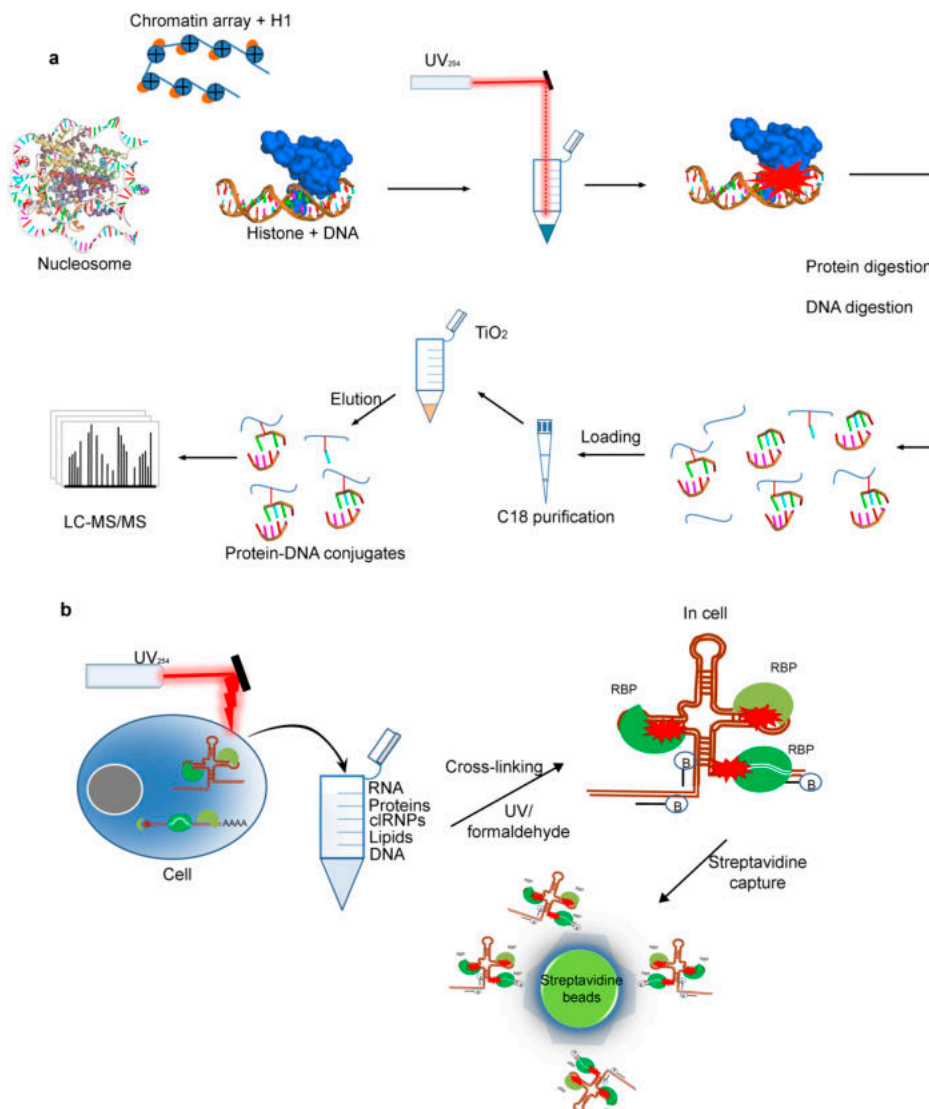 Chromatin array + H1
a
UV254
Nucleosome
Histone + DNA
Protein digestion
DNA digestion
TiO2
Elution
Loading
LC-MS/MS
Protein-DNA conjugates
C18 purification
b
In cell
UV254
RBP
RBP
RBP
B
B
B
AAAA
Cell
RNA
Proteins
clRNPs
Lipids
DNA
Cross-linking
UV/
formaldehyde
Streptavidine
capture
Streptavidine
beads